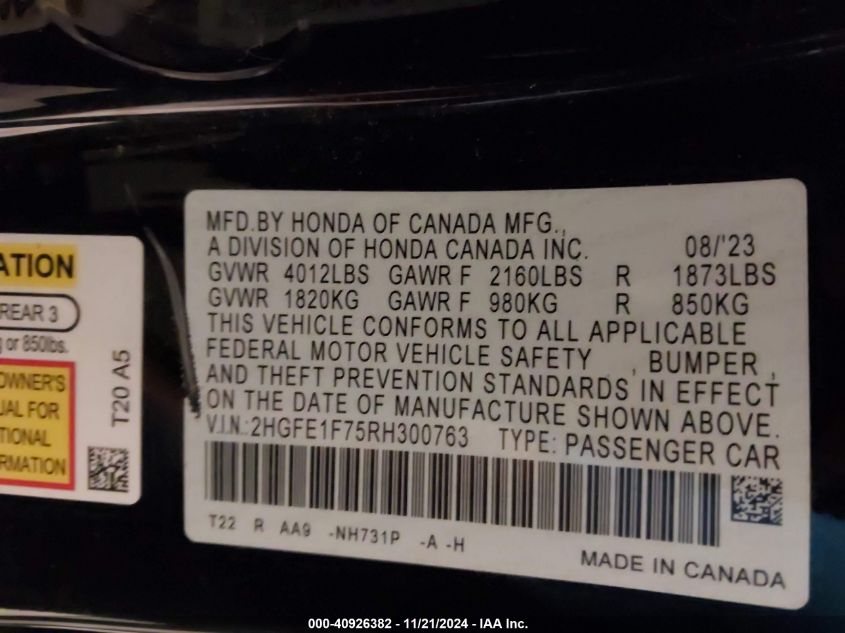 ATION
REAR 3
g or 850lbs.
OWNER'S
UAL FOR
TIONAL
RMATION
T20 A5
MFD.BY HONDA OF CANADA MFG.,
A DIVISION OF HONDA CANADA INC. 08/'23
GVWR 4012LBS GAWR F 2160LBS R 1873LBS
GVWR 1820KG GAWR F 980KG R 850KG
THIS VEHICLE CONFORMS TO ALL APPLICABLE
FEDERAL MOTOR VEHICLE SAFETY , BUMPER ,
AND THEFT PREVENTION STANDARDS IN EFFECT
ON THE DATE OF MANUFACTURE SHOWN ABOVE.
V.I.N.:2HGFE1F75RH300763 TYPE: PASSENGER CAR
T22 R AA9 -NH731P -A -H
MADE IN CANADA
000-40926382 - 11/21/2024 - IAA Inc.